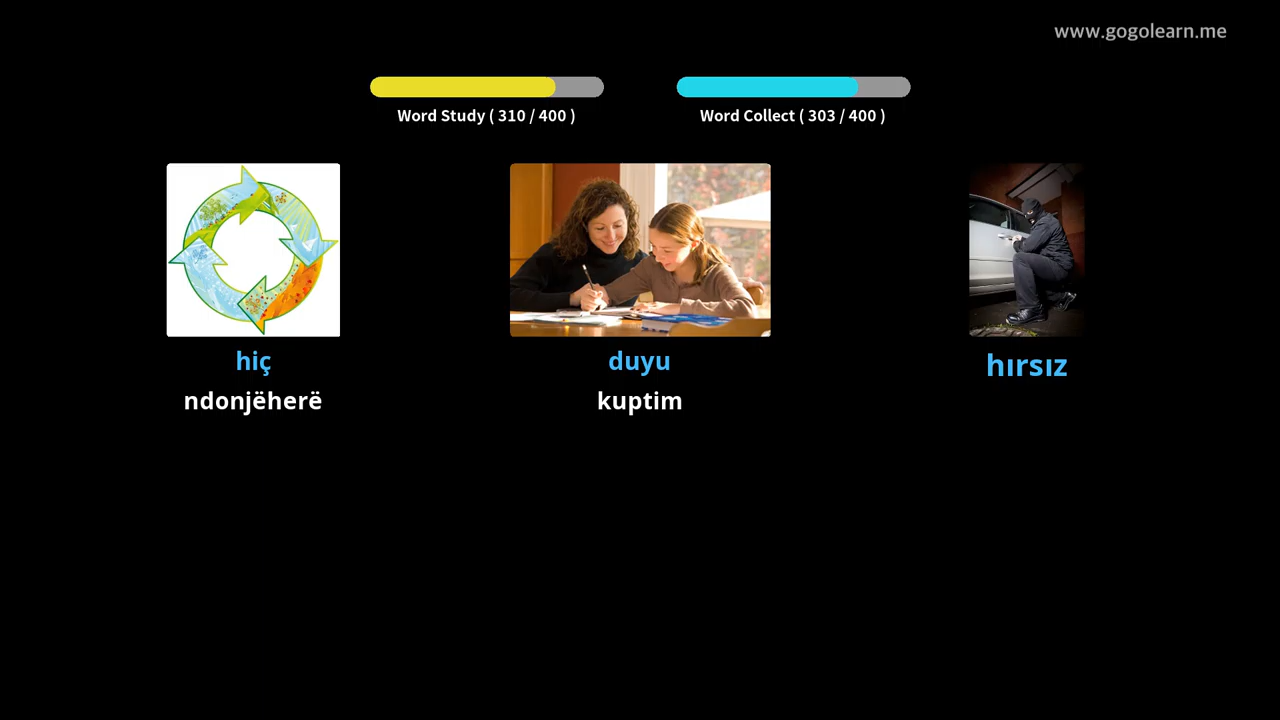 www.gogolearn.me
Word Study ( 310 / 400 )
Word Collect ( 303 / 400 )
hiç
ndonjëherë
duyu
kuptim
hırsız